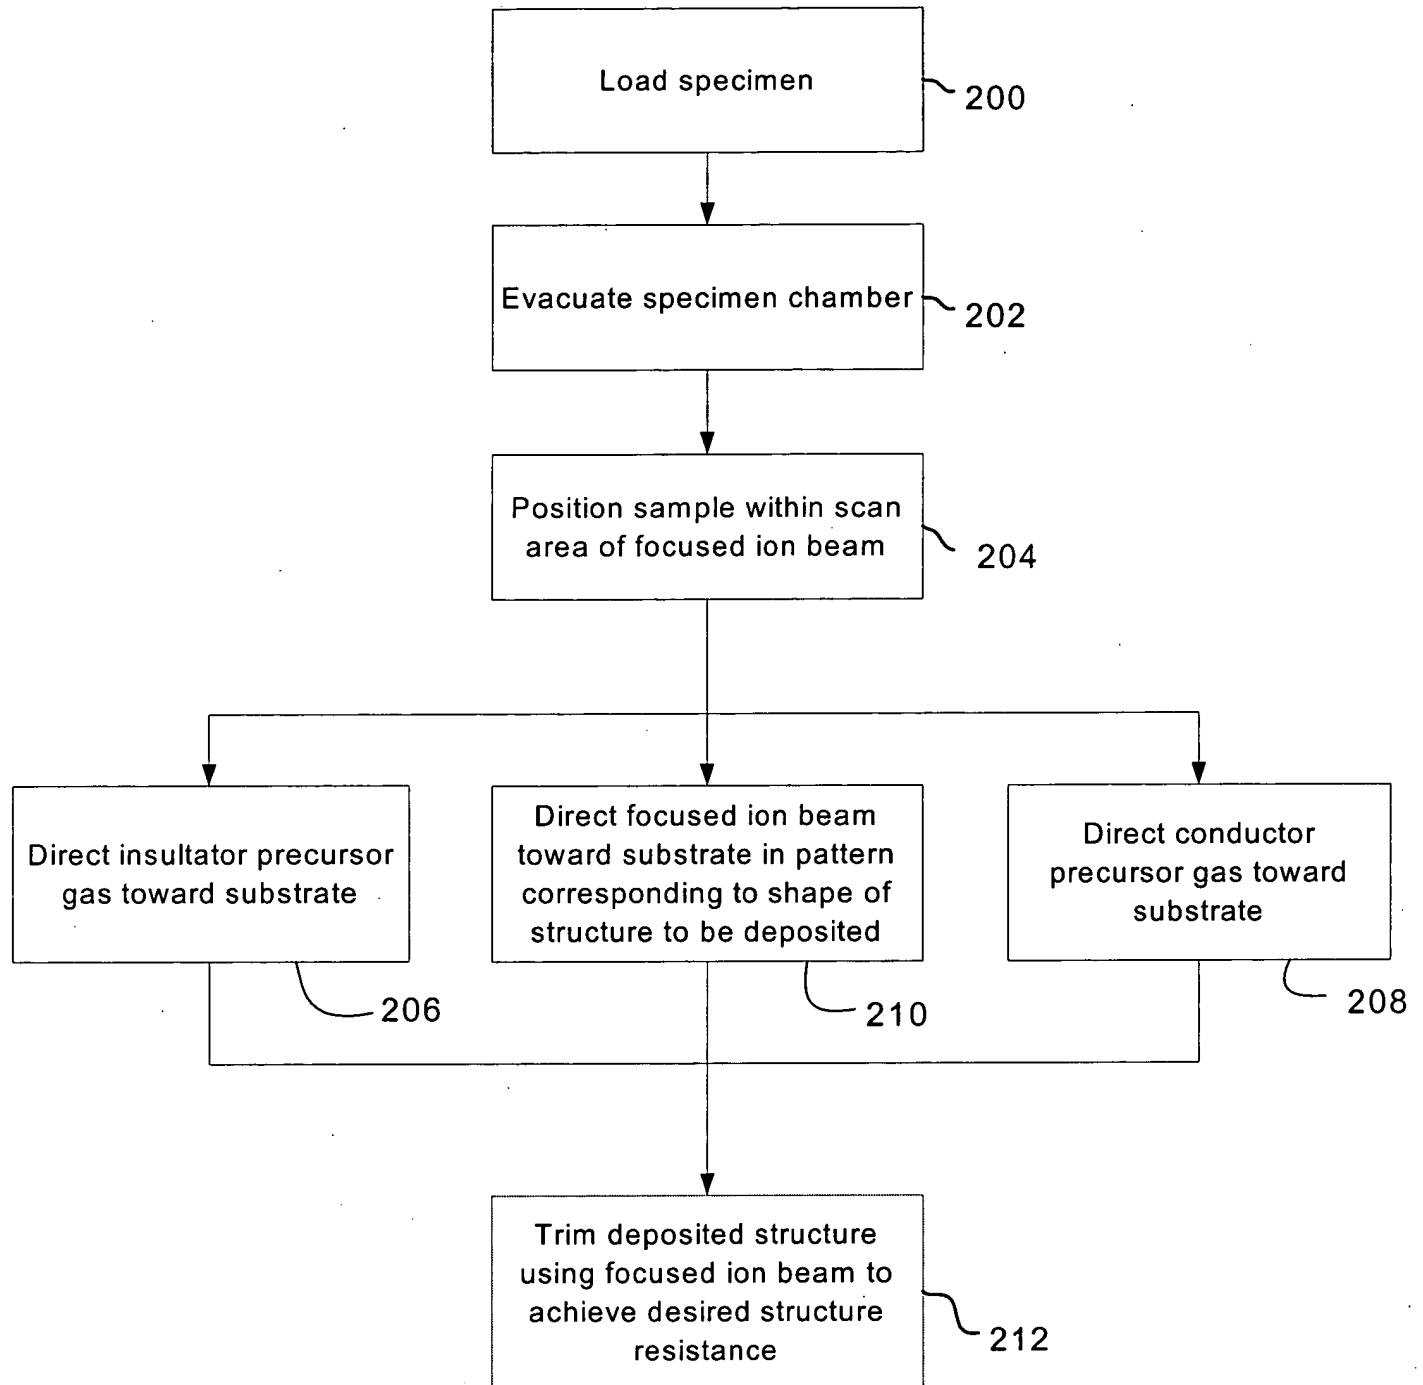 Load specimen
200
Evacuate specimen chamber
202
Position sample within scan
area of focused ion beam
204
Direct insultator precursor
gas toward substrate
206
Direct focused ion beam
toward substrate in pattern
corresponding to shape of
structure to be deposited
210
Direct conductor
precursor gas toward
substrate
208
Trim deposited structure
using focused ion beam to
achieve desired structure
resistance
212